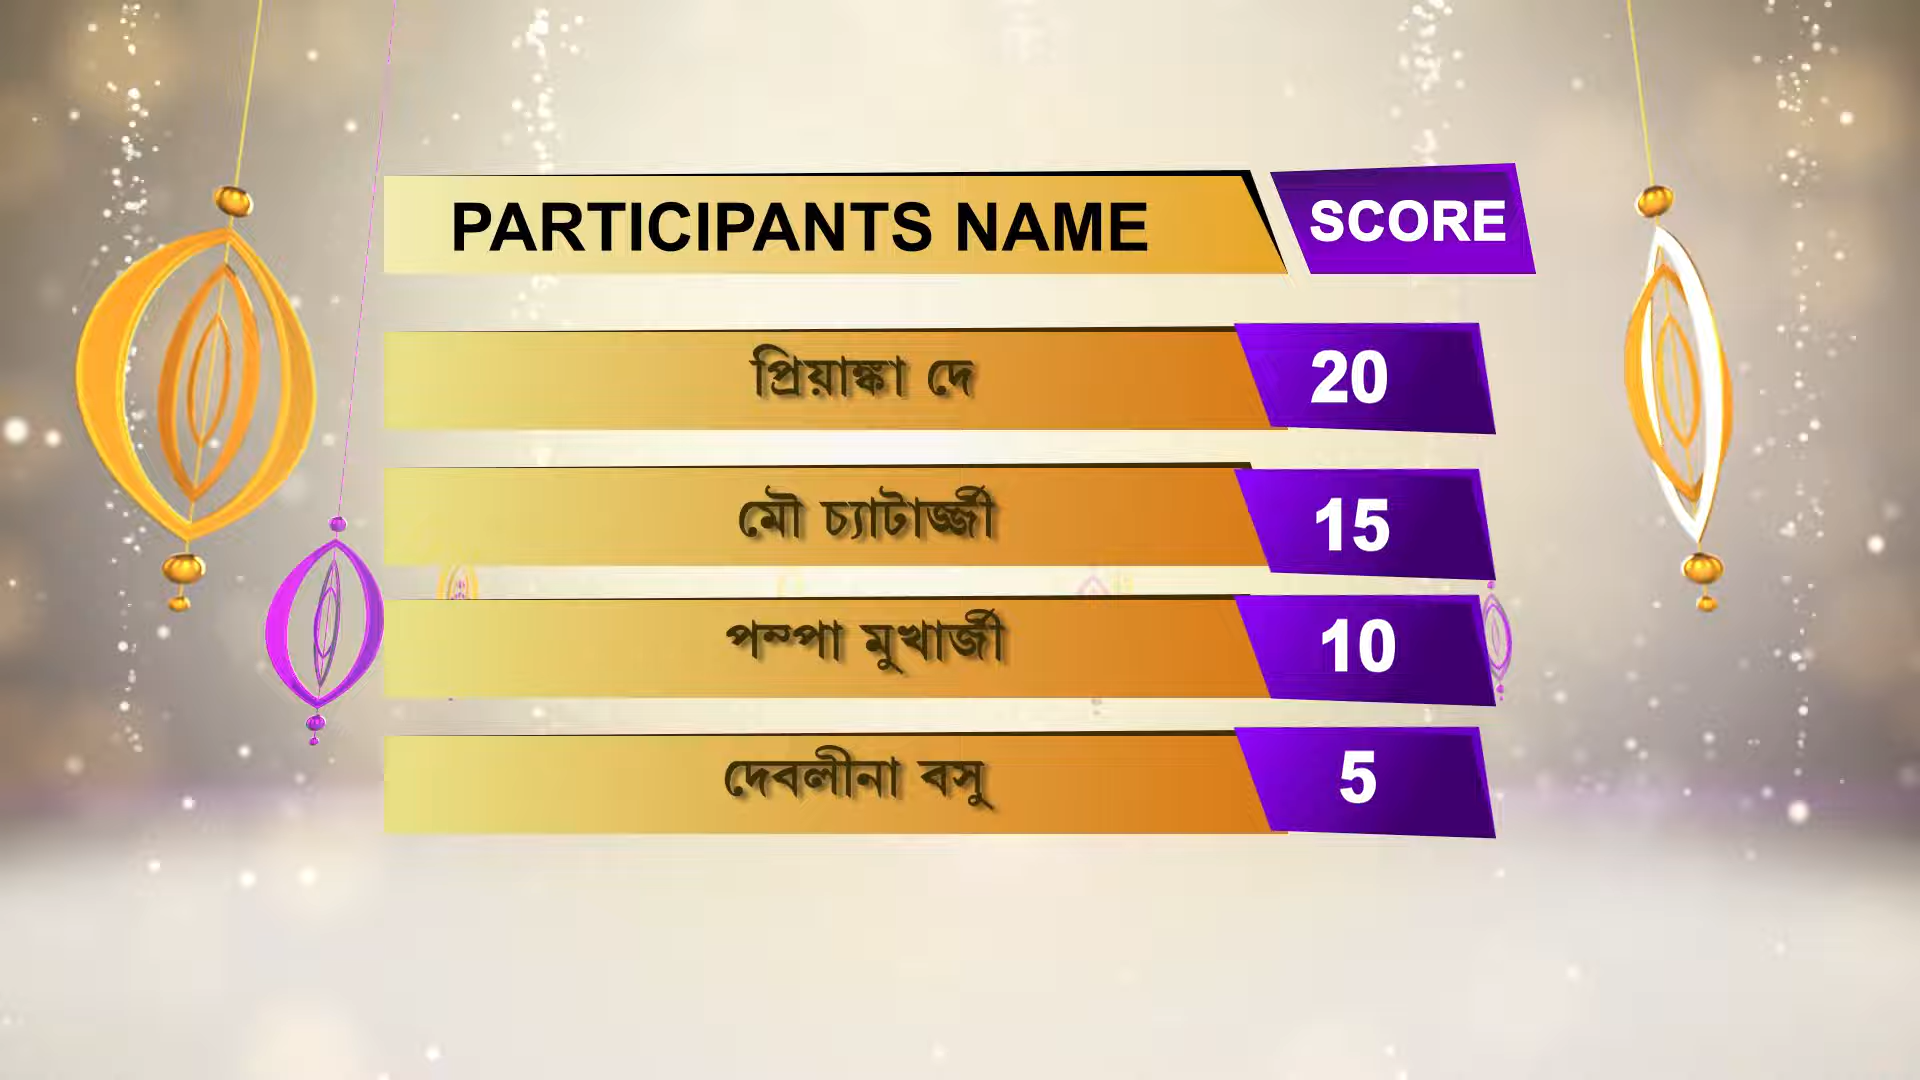 PARTICIPANTS NAME SCORE
প্রিয়াঙ্কা দে 20
মৌ চ্যাটার্জ্জী 15
পম্পা মুখার্জী 10
দেবলীনা বসু 5